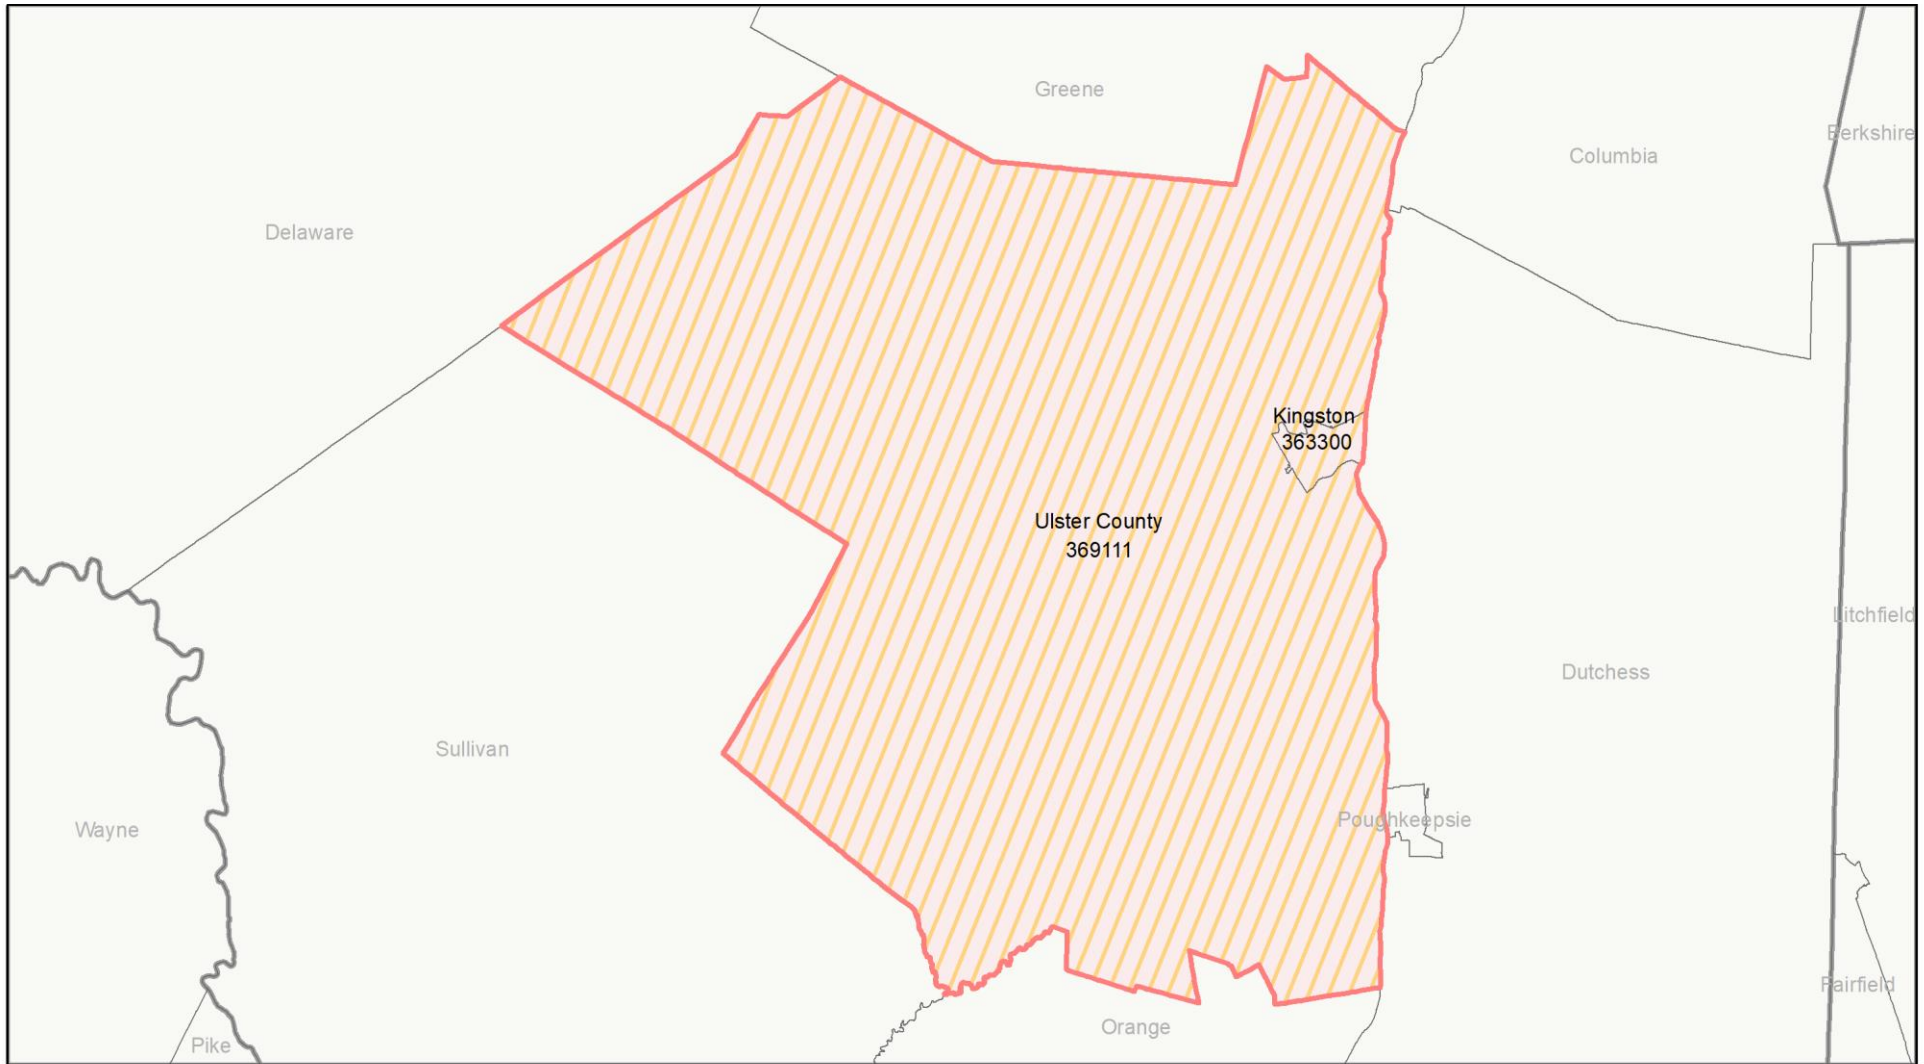 Greene
Berkshire
Columbia
Delaware
Kingston
363300
Ulster County
369111
Litchfield
Dutchess
Sullivan
Poughkeepsie
Wayne
Fairfield
Orange
Pike